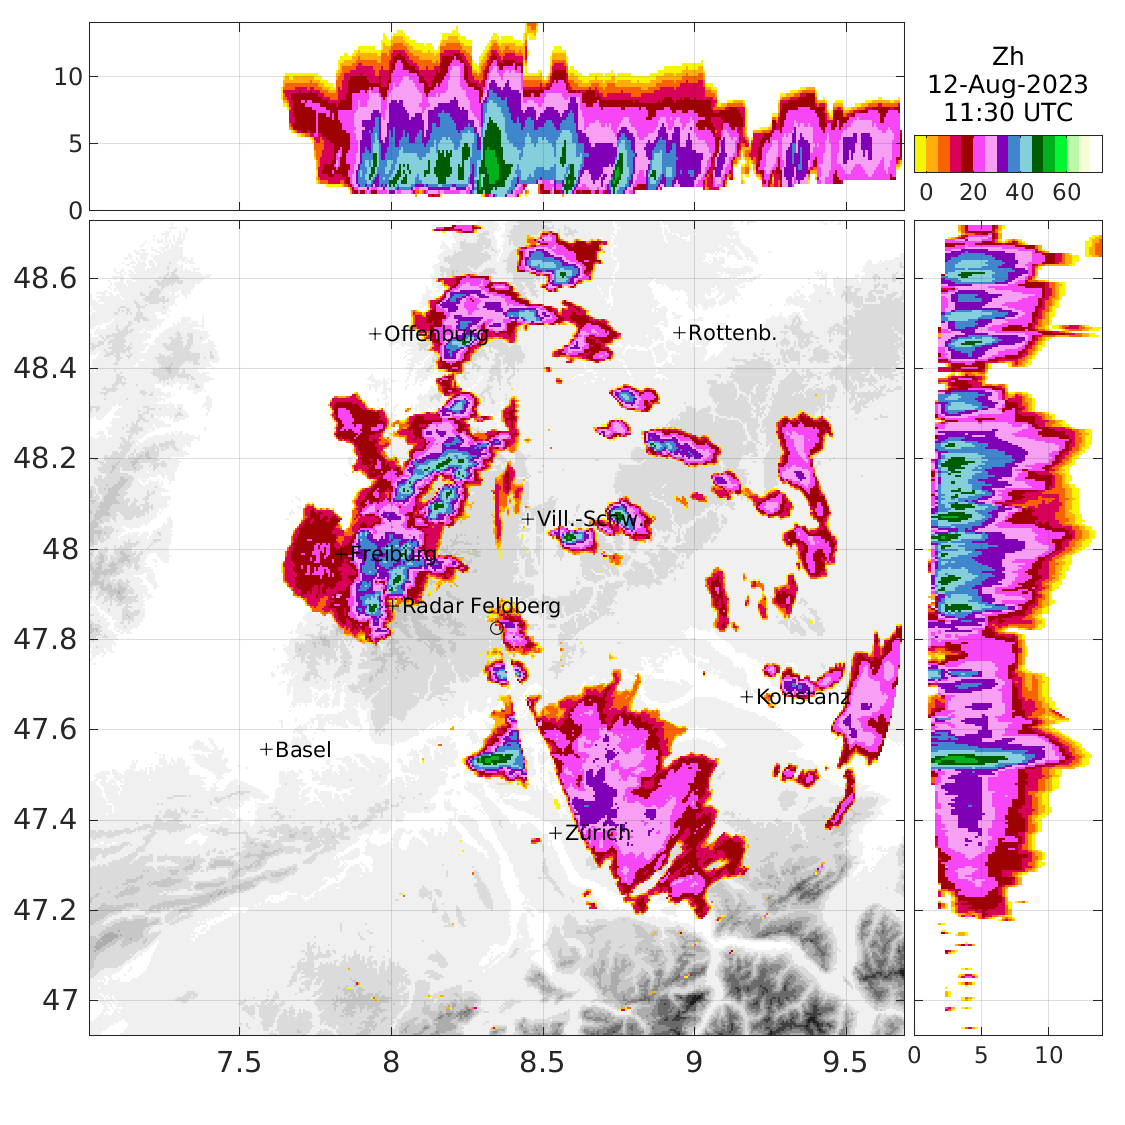 10
5
0
Zh
12-Aug-2023
11:30 UTC
0 20 40 60
48.6
48.4
48.2
48
47.8
47.6
47.4
47.2
47
+Offenburg
+Rottenb.
+Vill.-Schw.
+Freiburg
+Radar Feldberg
+Konstanz
+Basel
+Zürich
7.5 8 8.5 9 9.5
0 5 10